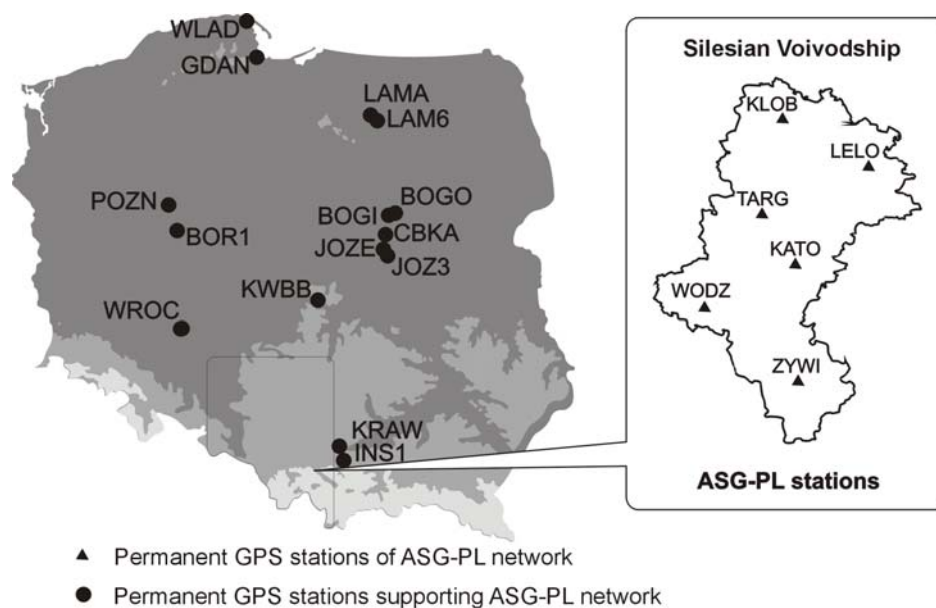 WLAD
GDAN
LAMA
LAM6
POZN
BOR1
BOGO
BOGI
CBKA
JOZE
JOZ3
KWBB
WROC
KRAW
INS1
Silesian Voivodship
KLOB
LELO
TARG
KATO
WODZ
ZYWI
ASG-PL stations
Permanent GPS stations of ASG-PL network
Permanent GPS stations supporting ASG-PL network